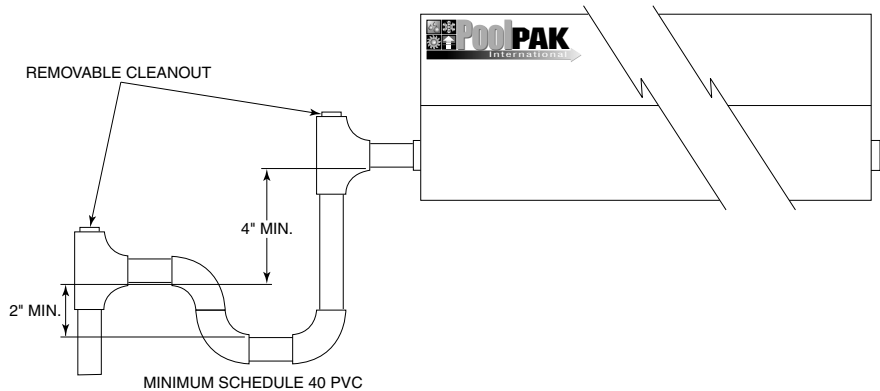 PoolPAK
International
REMOVABLE CLEANOUT
4" MIN.
2" MIN.
MINIMUM SCHEDULE 40 PVC